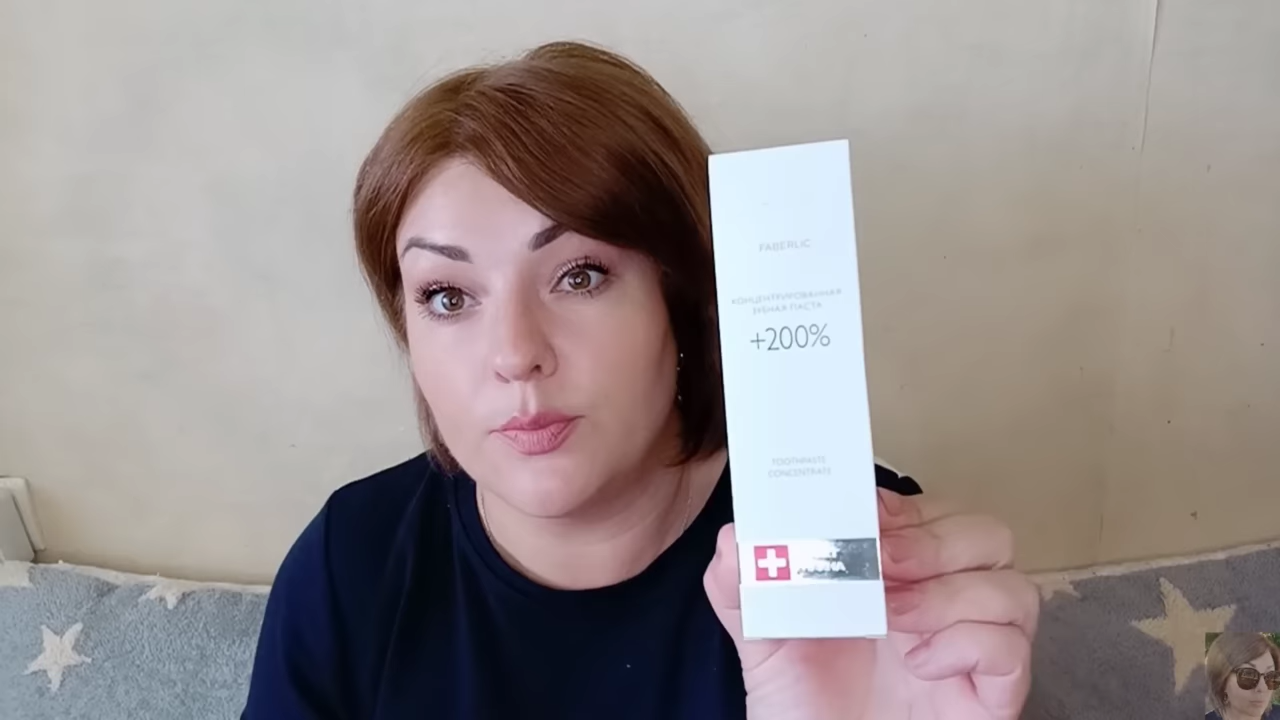 FABERLIC
КОНЦЕНТРИРОВАННАЯ
ЗУБНАЯ ПАСТА
+200%
TOOTHPASTE
CONCENTRATE